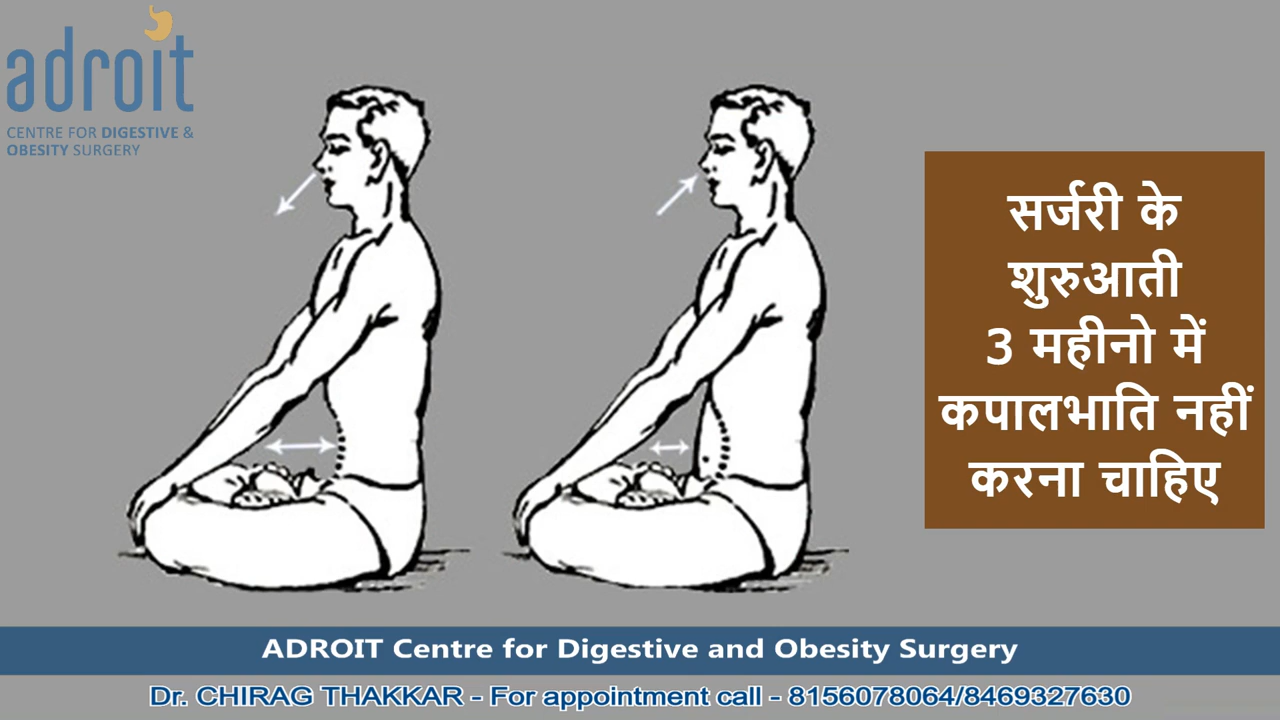 adroit
CENTRE FOR DIGESTIVE &
OBESITY SURGERY
सर्जरी के
शुरुआती
3 महीनो में
कपालभाति नहीं
करना चाहिए
ADROIT Centre for Digestive and Obesity Surgery
Dr. CHIRAG THAKKAR - For appointment call - 8156078064/8469327630